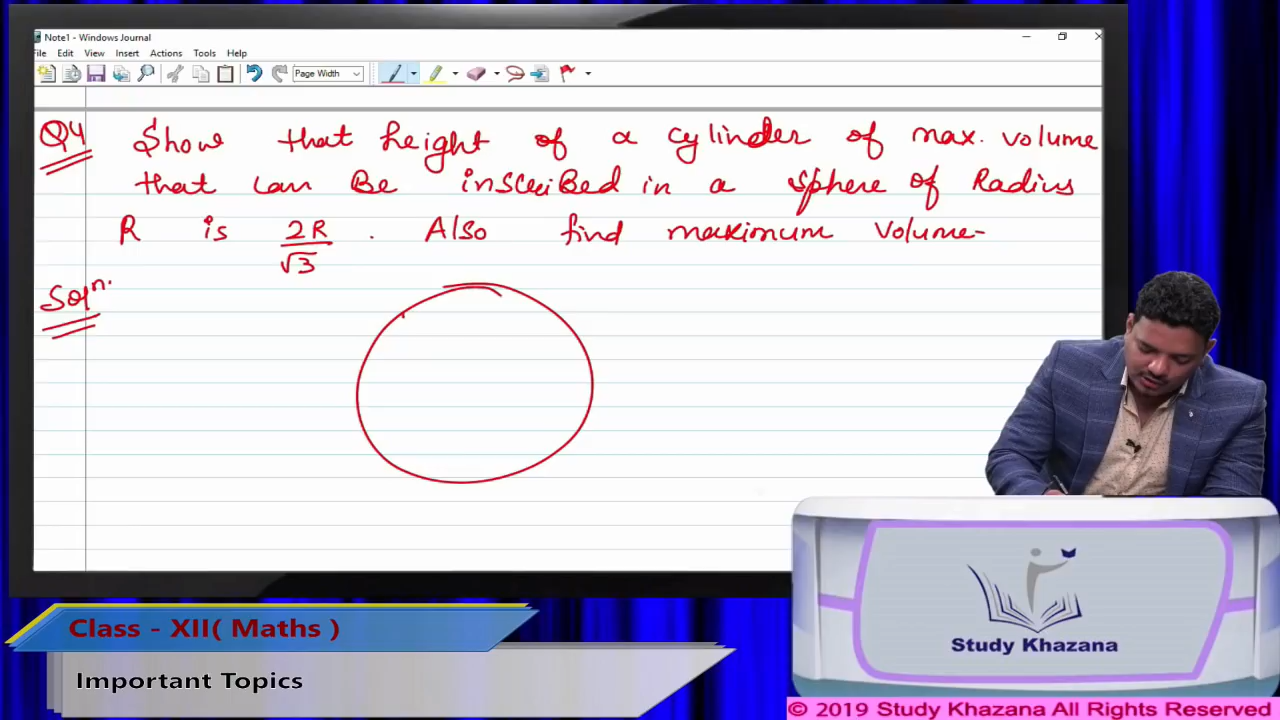 Note1 - Windows Journal
File Edit View Insert Actions Tools Help
Page Width
Q4 Show that height of a cylinder of max. volume
that can Be inscriBed in a sphere of Radius
R is 2R/√3 . Also find maximum volume-
Solⁿ.
Study Khazana
Class - XII( Maths )
Important Topics
© 2019 Study Khazana All Rights Reserved